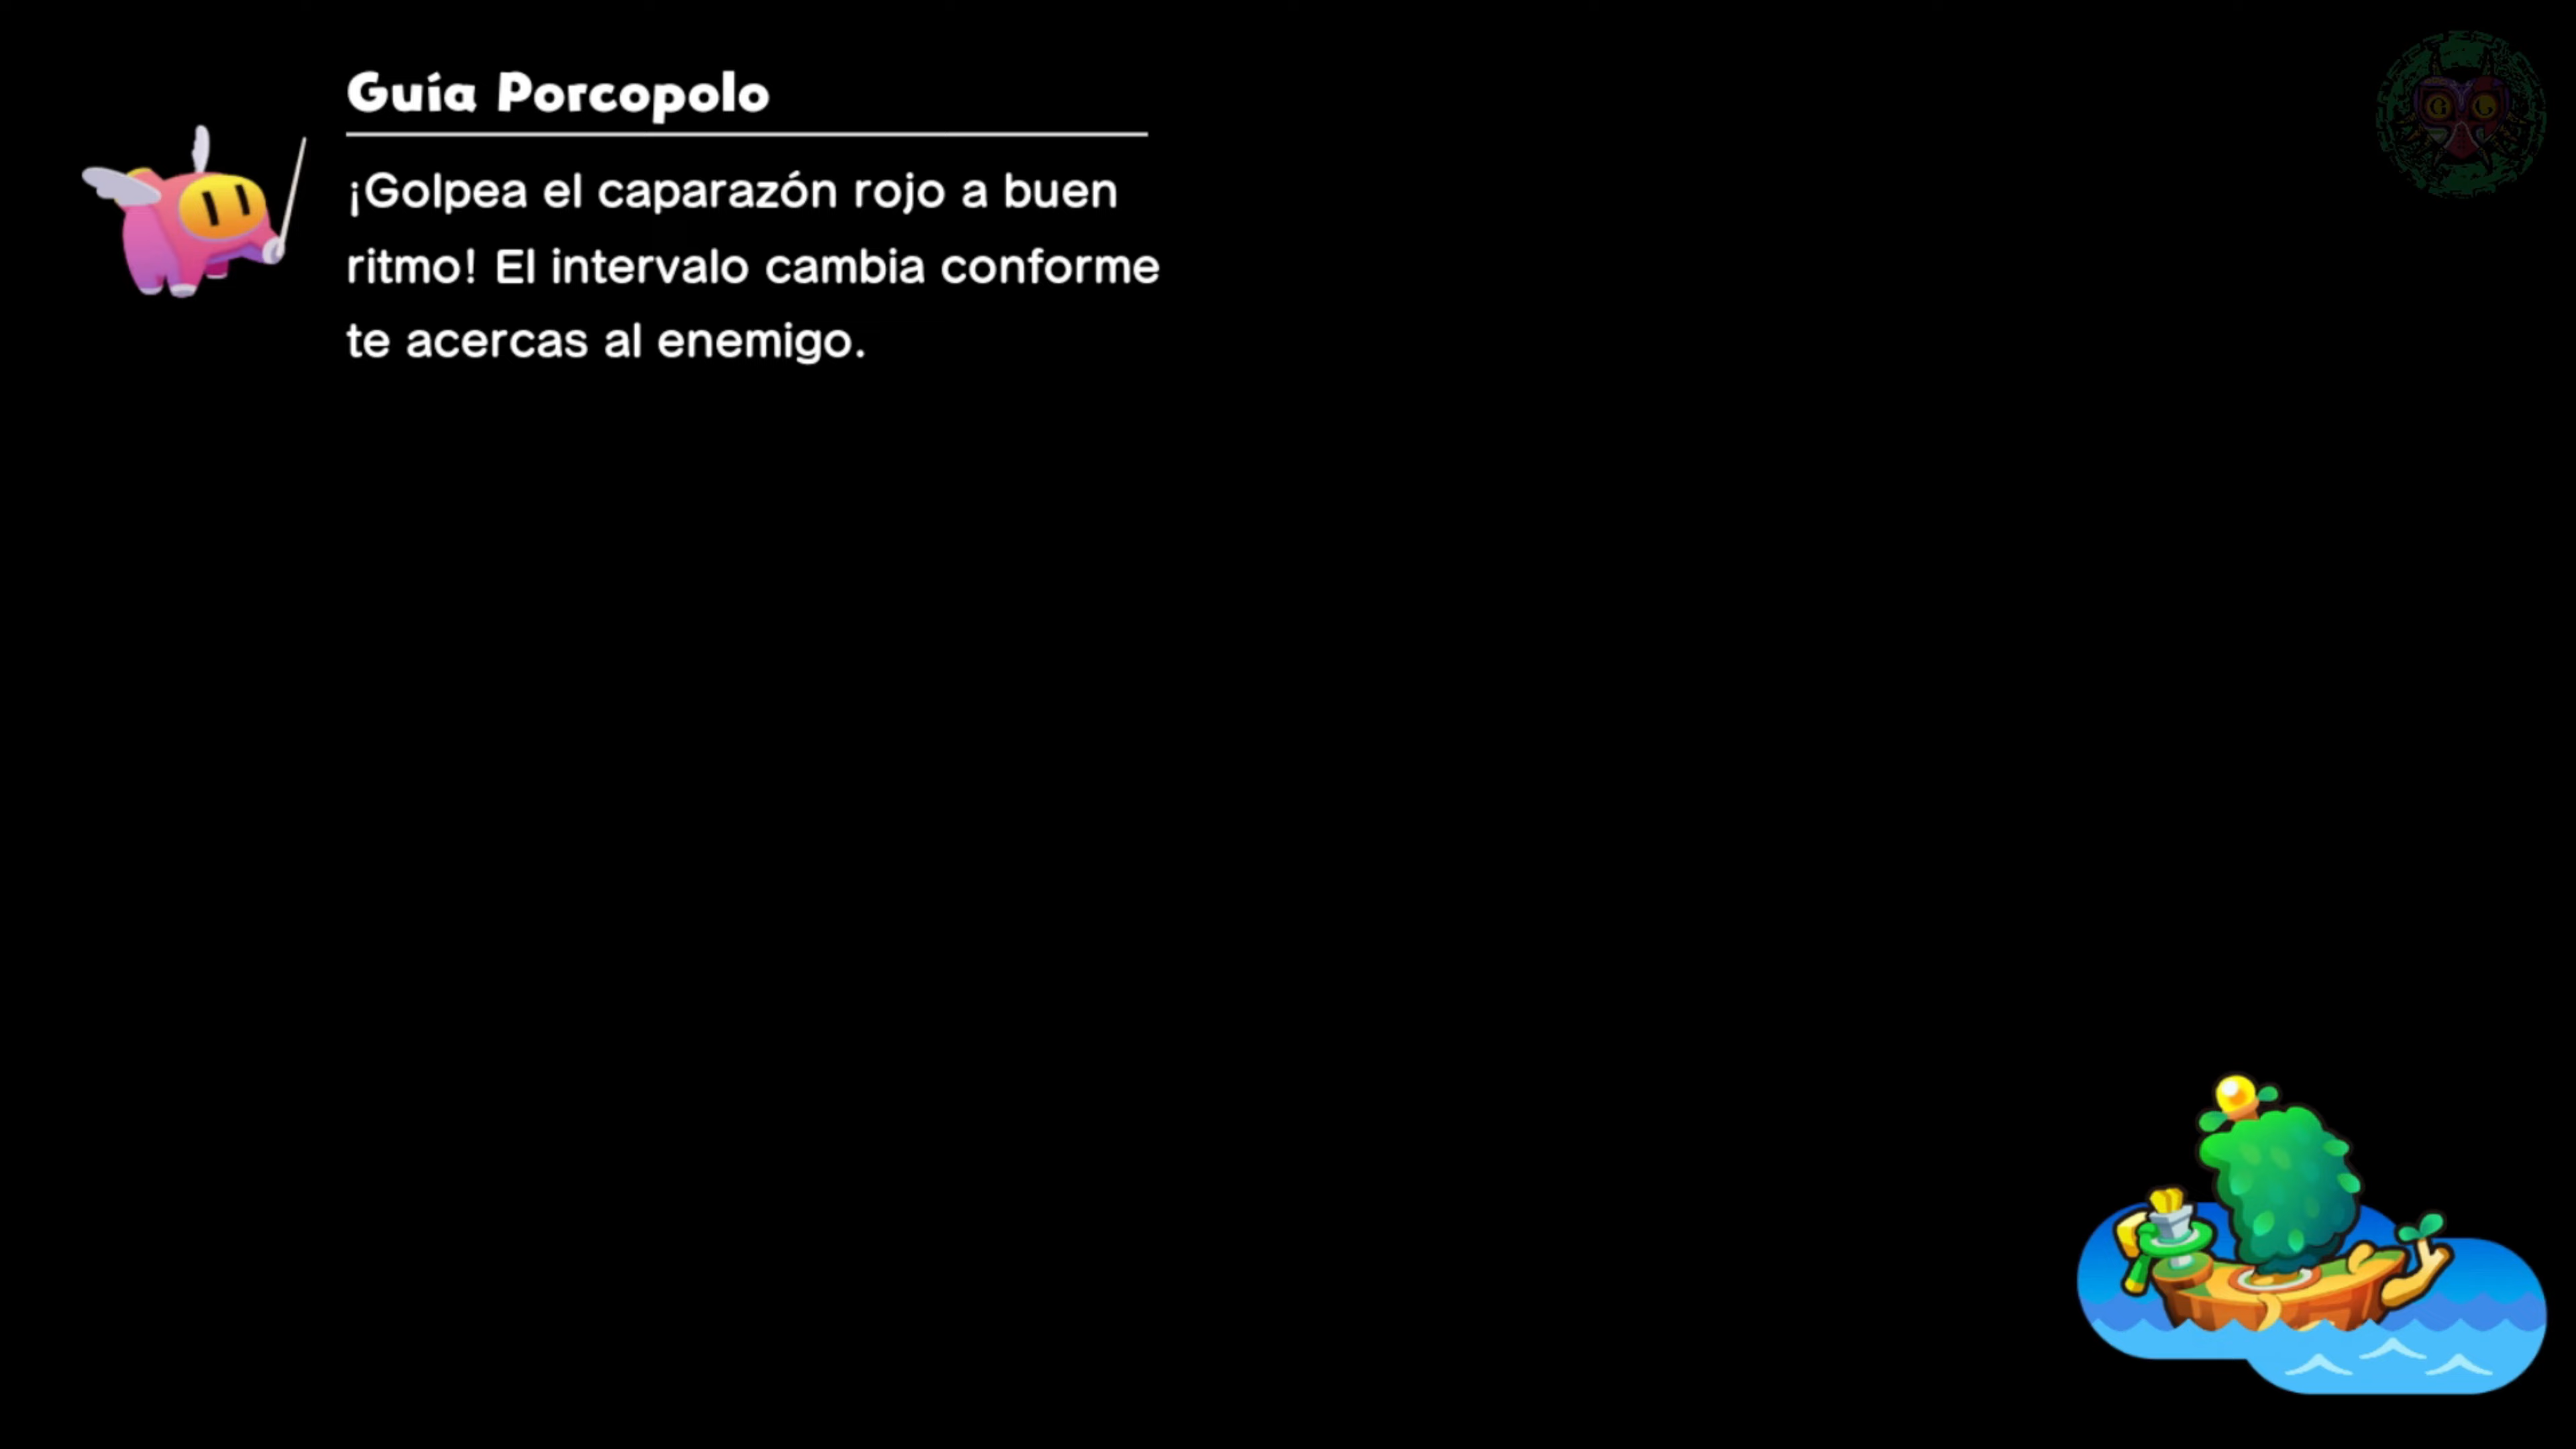 Guía Porcopolo
¡Golpea el caparazón rojo a buen
ritmo! El intervalo cambia conforme
te acercas al enemigo.